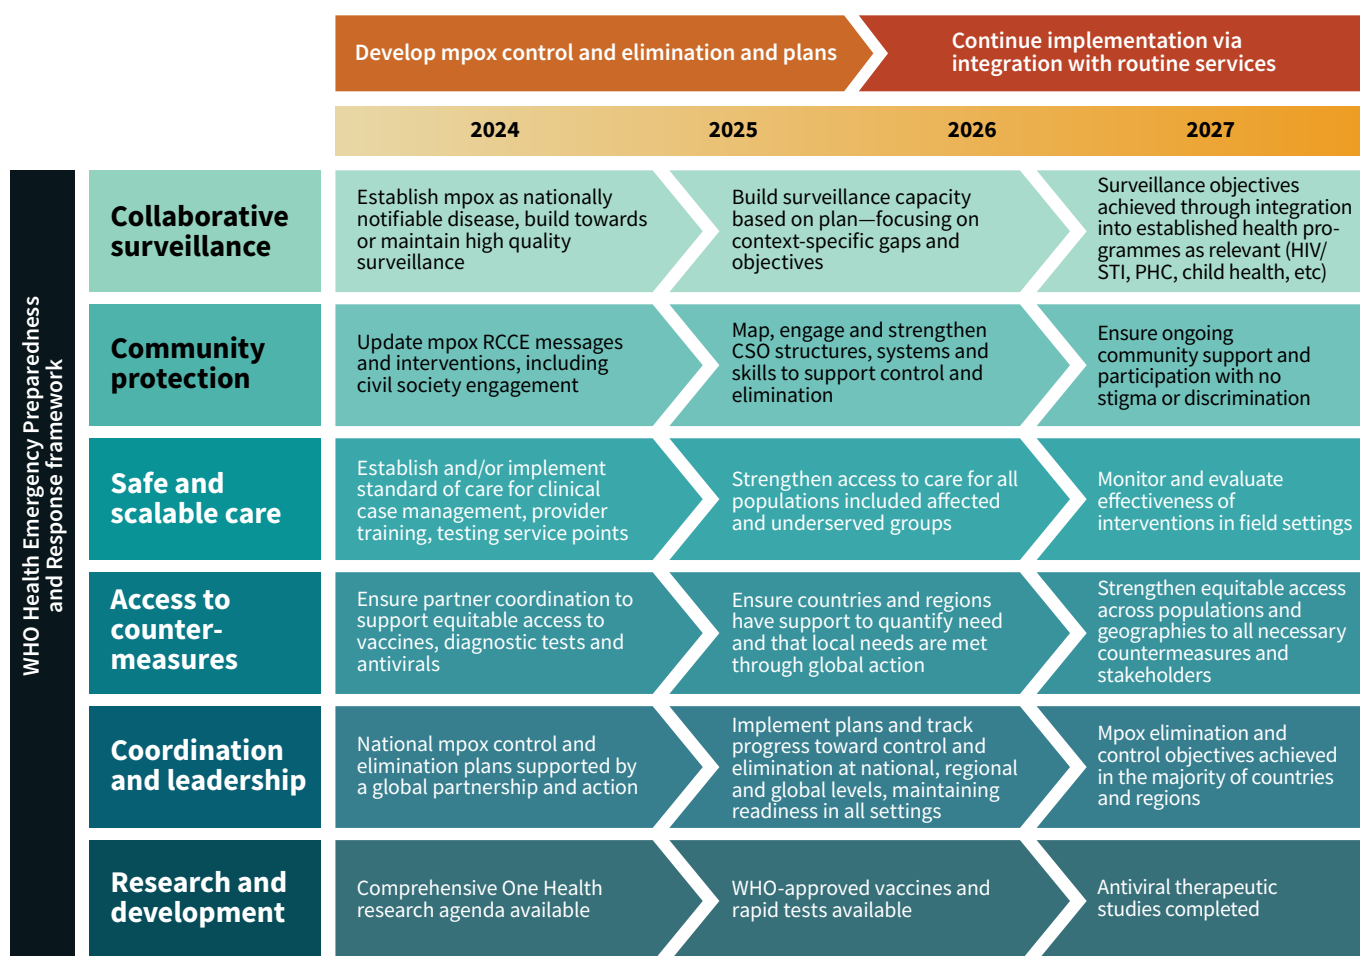 Develop mpox control and elimination and plans
Continue implementation via
integration with routine services
2024
2025
2026
2027
WHO Health Emergency Preparedness
and Response framework
Collaborative
surveillance
Establish mpox as nationally
notifiable disease, build towards
or maintain high quality
surveillance
Build surveillance capacity
based on plan—focusing on
context-specific gaps and
objectives
Surveillance objectives
achieved through integration
into established health pro-
grammes as relevant (HIV/
STI, PHC, child health, etc)
Community
protection
Update mpox RCCE messages
and interventions, including
civil society engagement
Map, engage and strengthen
CSO structures, systems and
skills to support control and
elimination
Ensure ongoing
community support and
participation with no
stigma or discrimination
Safe and
scalable care
Establish and/or implement
standard of care for clinical
case management, provider
training, testing service points
Strengthen access to care for all
populations included affected
and underserved groups
Monitor and evaluate
effectiveness of
interventions in field settings
Access to
counter-
measures
Ensure partner coordination to
support equitable access to
vaccines, diagnostic tests and
antivirals
Ensure countries and regions
have support to quantify need
and that local needs are met
through global action
Strengthen equitable access
across populations and
geographies to all necessary
countermeasures and
stakeholders
Coordination
and leadership
National mpox control and
elimination plans supported by
a global partnership and action
Implement plans and track
progress toward control and
elimination at national, regional
and global levels, maintaining
readiness in all settings
Mpox elimination and
control objectives achieved
in the majority of countries
and regions
Research and
development
Comprehensive One Health
research agenda available
WHO-approved vaccines and
rapid tests available
Antiviral therapeutic
studies completed